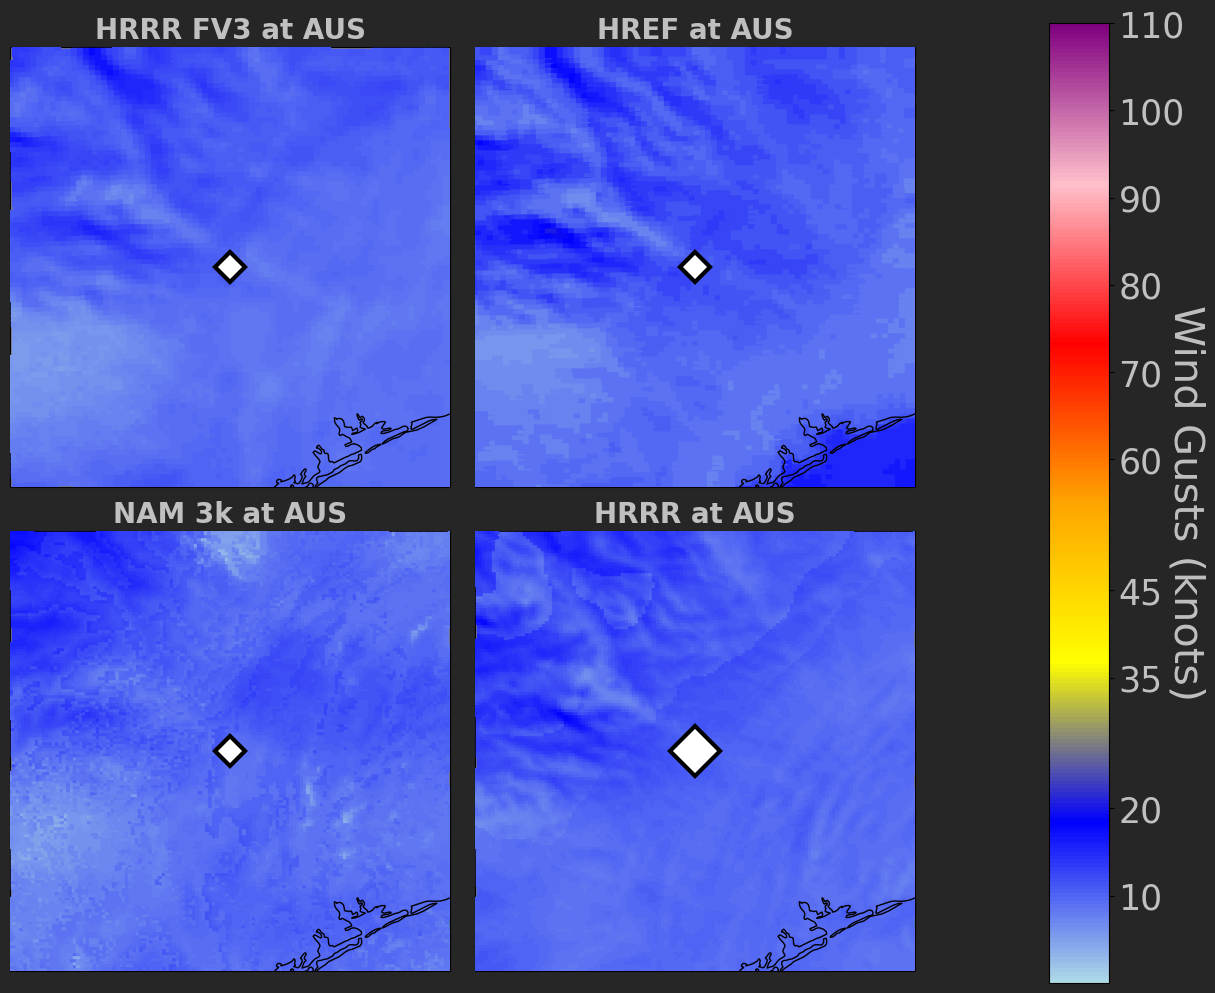 HRRR FV3 at AUS
HREF at AUS
NAM 3k at AUS
HRRR at AUS
110
100
90
80
70
60
45
35
20
10
Wind Gusts (knots)